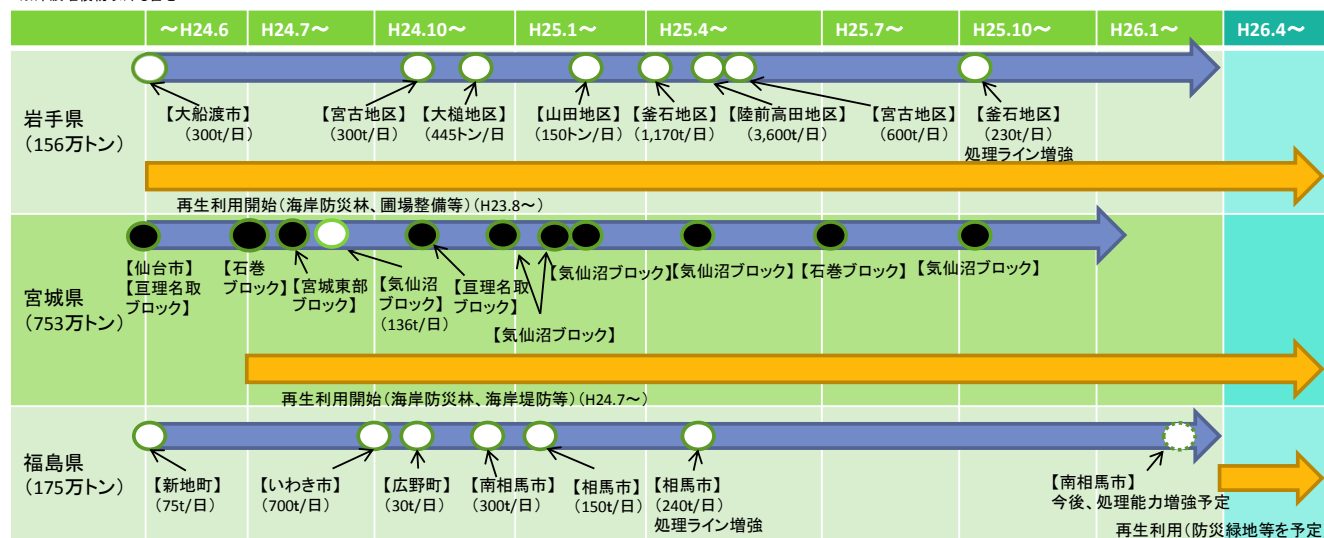 ～H24.6
H24.7～
H24.10～
H25.1～
H25.4～
H25.7～
H25.10～
H26.1～
H26.4～
岩手県
(156万トン)
【大船渡市】
(300t/日)
【宮古地区】
(300t/日)
【大槌地区】
(445トン/日
【山田地区】
(150トン/日)
【釜石地区】
(1,170t/日)
【陸前高田地区】
(3,600t/日)
【宮古地区】
(600t/日)
【釜石地区】
(230t/日)
処理ライン増強
再生利用開始(海岸防災林、圃場整備等)(H23.8～)
宮城県
(753万トン)
【仙台市】
【亘理名取
ブロック】
【石巻
ブロック】
【宮城東部
ブロック】
【気仙沼
ブロック】
(136t/日)
【亘理名取
ブロック】
【気仙沼ブロック】
【気仙沼ブロック】
【気仙沼ブロック】
【石巻ブロック】
【気仙沼ブロック】
再生利用開始(海岸防災林、海岸堤防等)(H24.7～)
福島県
(175万トン)
【新地町】
(75t/日)
【いわき市】
(700t/日)
【広野町】
(30t/日)
【南相馬市】
(300t/日)
【相馬市】
(150t/日)
【相馬市】
(240t/日)
処理ライン増強
【南相馬市】
今後、処理能力増強予定
再生利用(防災緑地等を予定